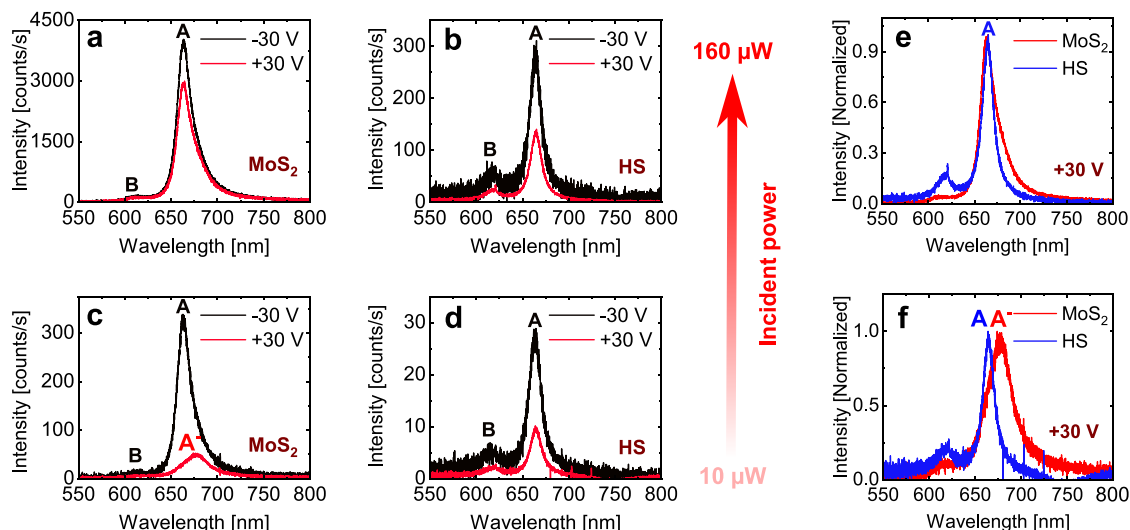 a
A
-30 V
+30 V
B
MoS2
Intensity [counts/s]
4500
3000
1500
0
550 600 650 700 750 800
Wavelength [nm]
b
A
-30 V
+30 V
B
HS
Intensity [counts/s]
300
200
100
0
550 600 650 700 750 800
Wavelength [nm]
160 µW
Incident power
10 µW
e
A
MoS2
HS
+30 V
Intensity [Normalized]
0.9
0.6
0.3
0.0
550 600 650 700 750 800
Wavelength [nm]
c
A
-30 V
+30 V
A-
B
MoS2
Intensity [counts/s]
300
200
100
0
550 600 650 700 750 800
Wavelength [nm]
d
A
-30 V
+30 V
B
HS
Intensity [counts/s]
30
20
10
0
550 600 650 700 750 800
Wavelength [nm]
f
A A-
MoS2
HS
+30 V
Intensity [Normalized]
1.0
0.5
0.0
550 600 650 700 750 800
Wavelength [nm]